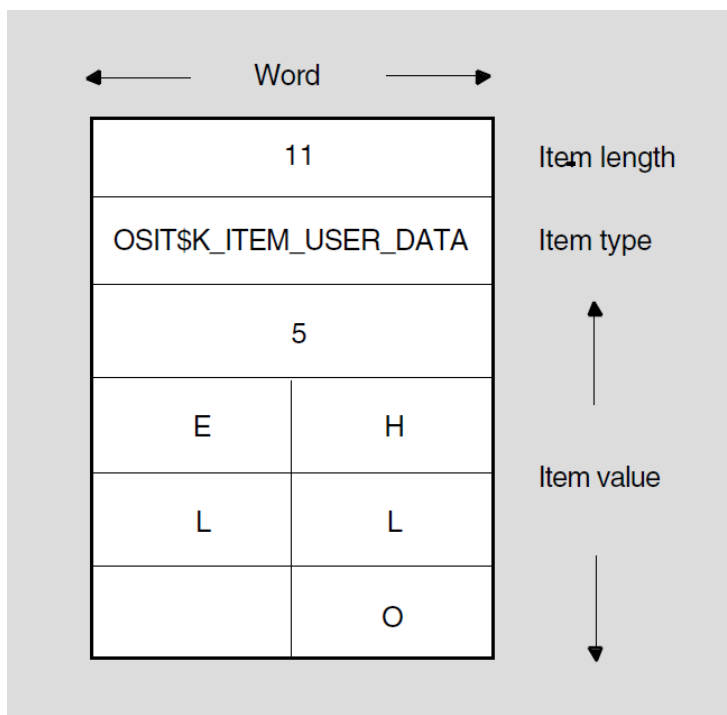 Word
11
Item length
OSIT$K_ITEM_USER_DATA
Item type
5
E H
Item value
L L
O